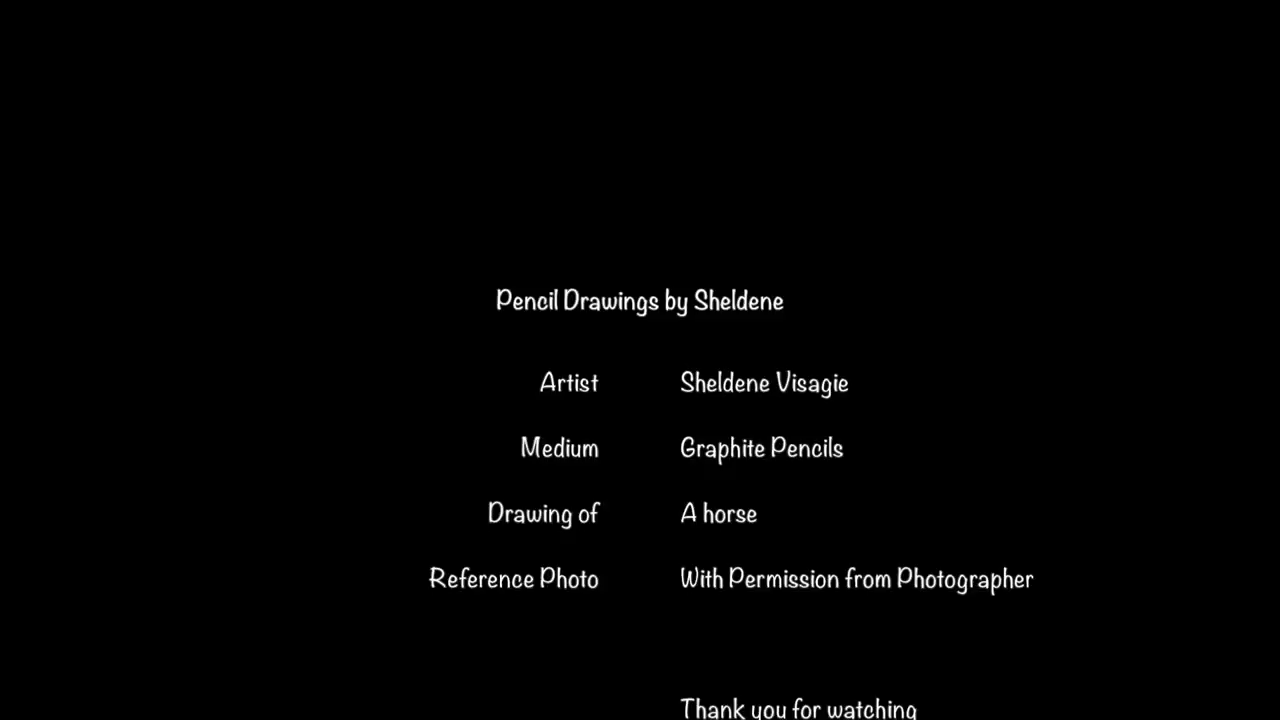 Pencil Drawings by Sheldene
Artist Sheldene Visagie
Medium Graphite Pencils
Drawing of A horse
Reference Photo With Permission from Photographer
Thank you for watching